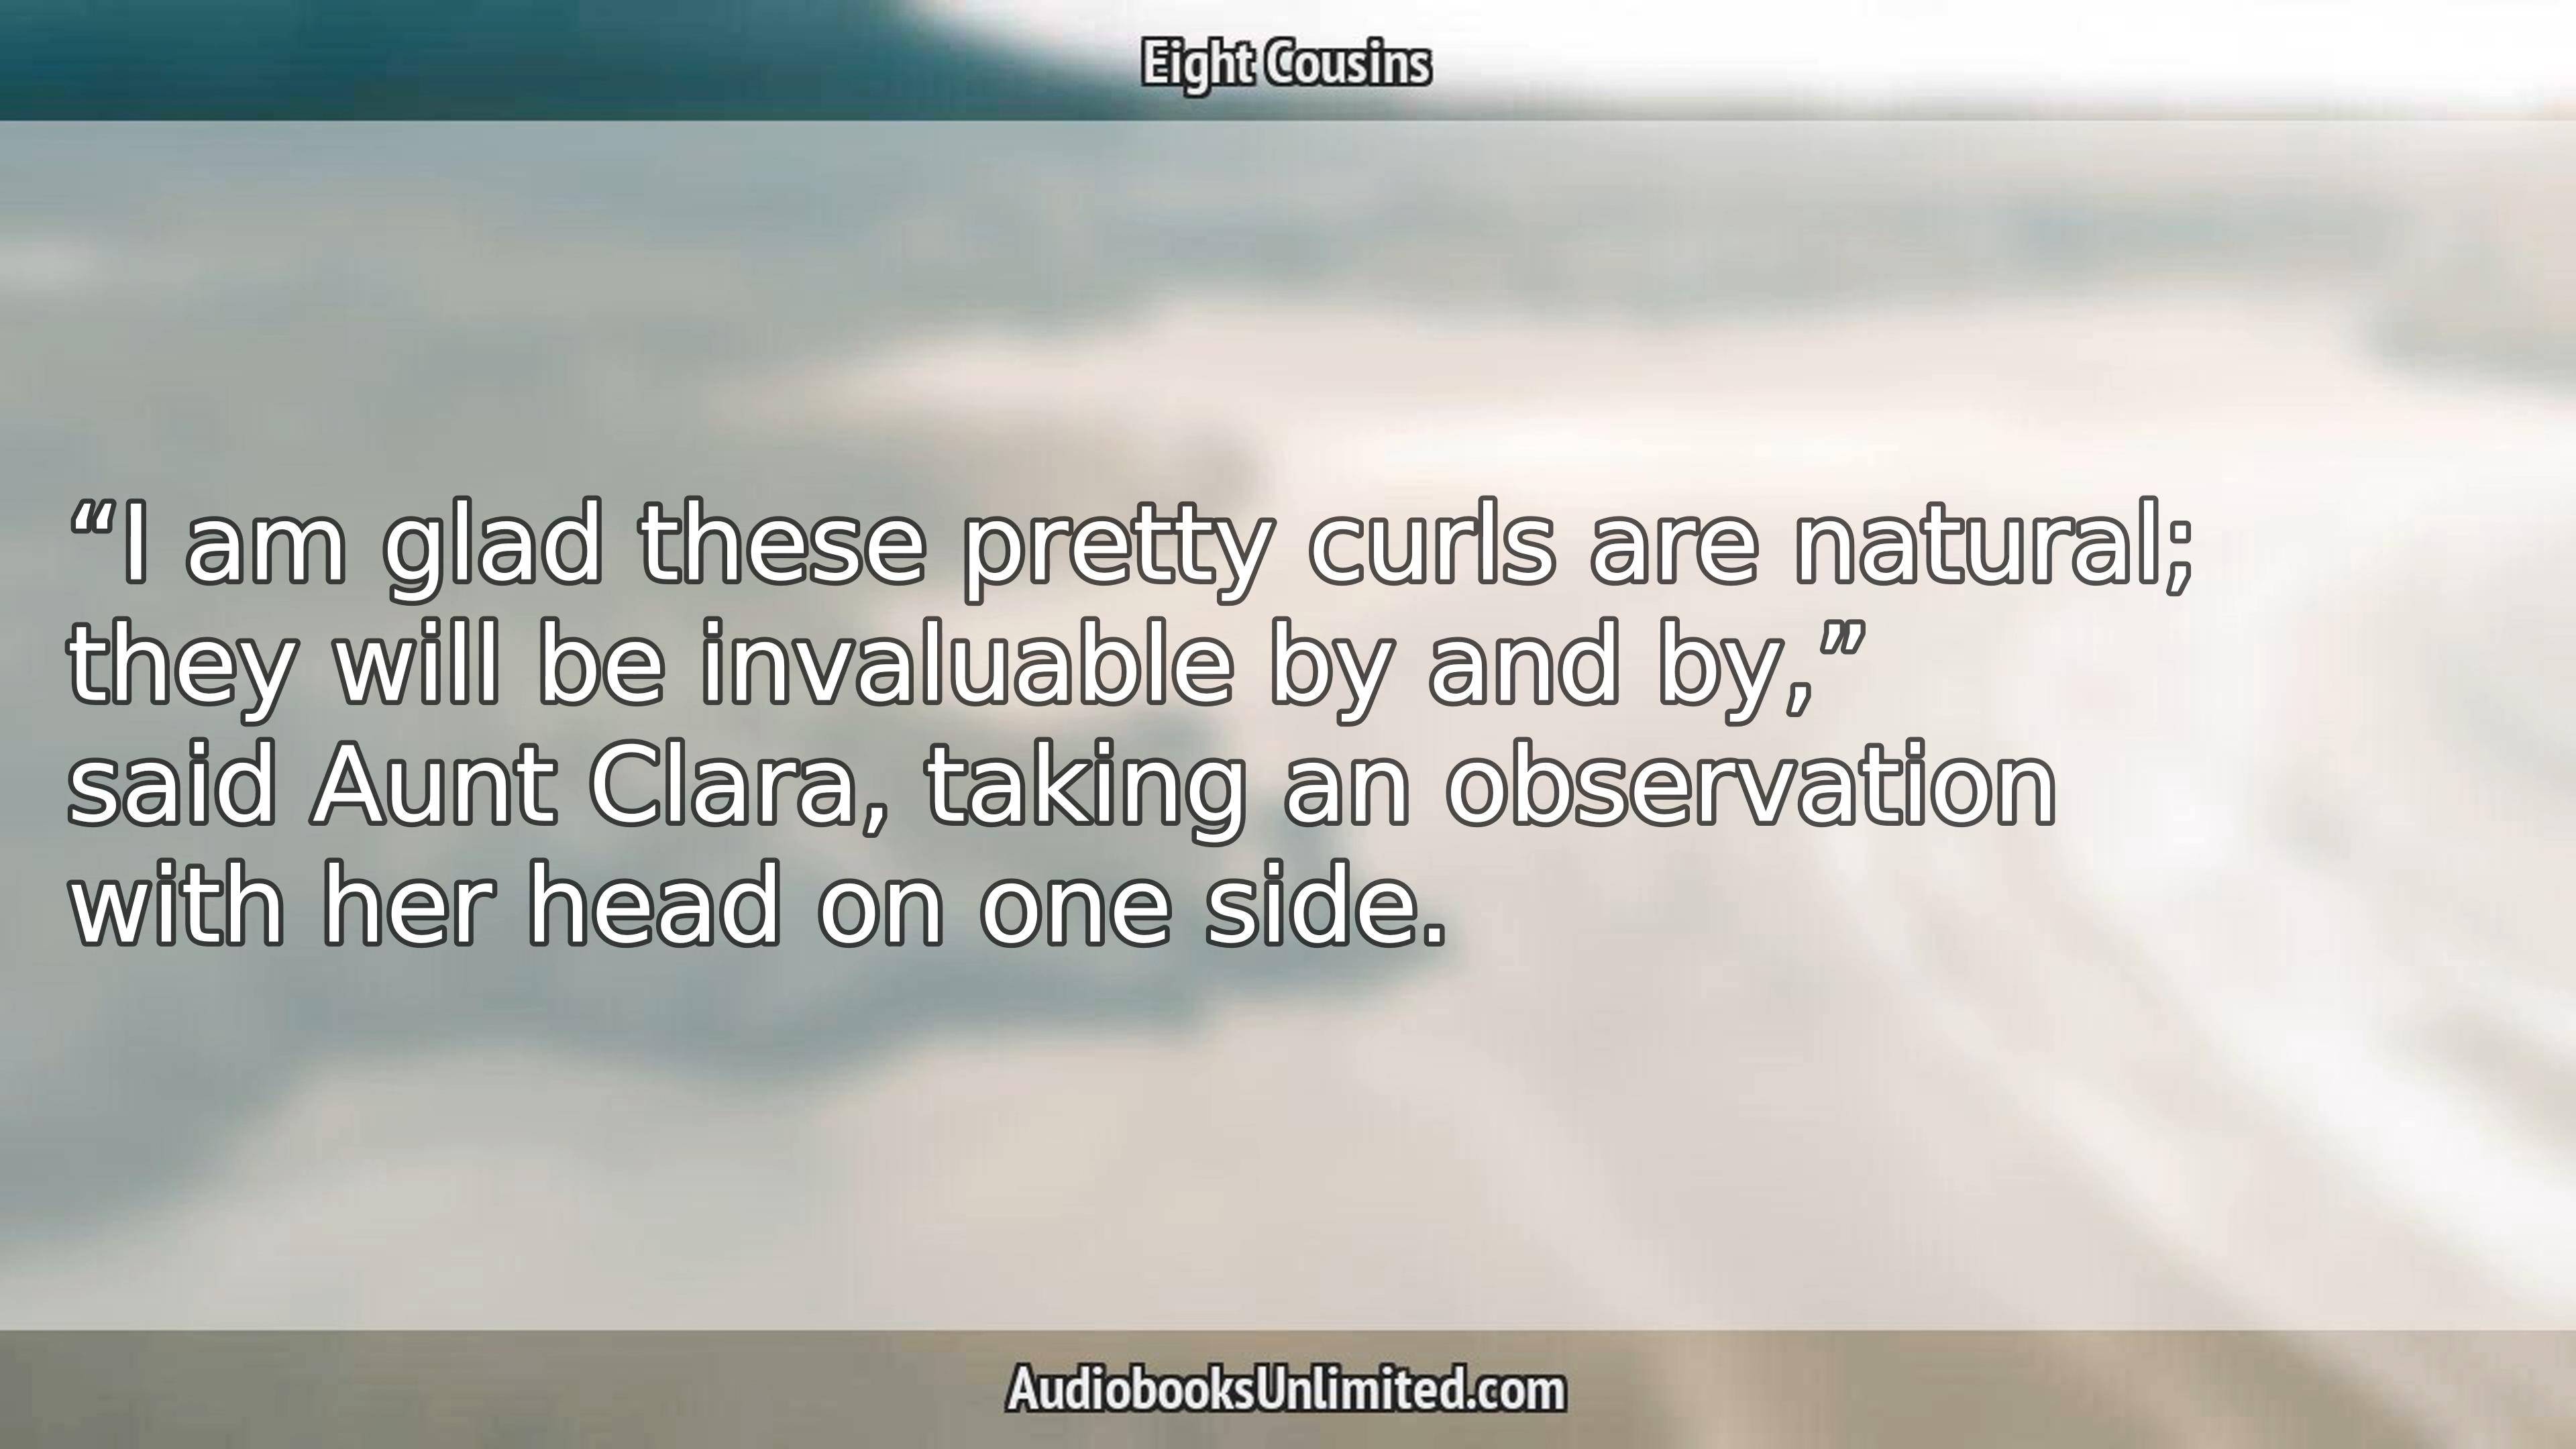 Eight Cousins
“I am glad these pretty curls are natural;
they will be invaluable by and by,”
said Aunt Clara, taking an observation
with her head on one side.
AudiobooksUnlimited.com